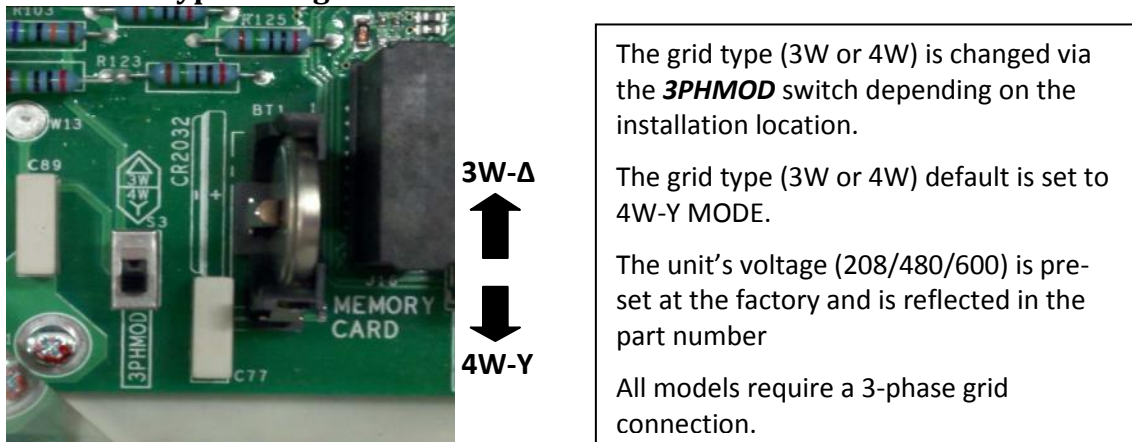 R103
R125
R123
BT1
W13
CR2032
C89
3W
4W
Y
S3
+
3PHMOD
MEMORY
CARD
C77
3W-Δ
4W-Y
The grid type (3W or 4W) is changed via
the 3PHMOD switch depending on the
installation location.
The grid type (3W or 4W) default is set to
4W-Y MODE.
The unit’s voltage (208/480/600) is pre-
set at the factory and is reflected in the
part number
All models require a 3-phase grid
connection.